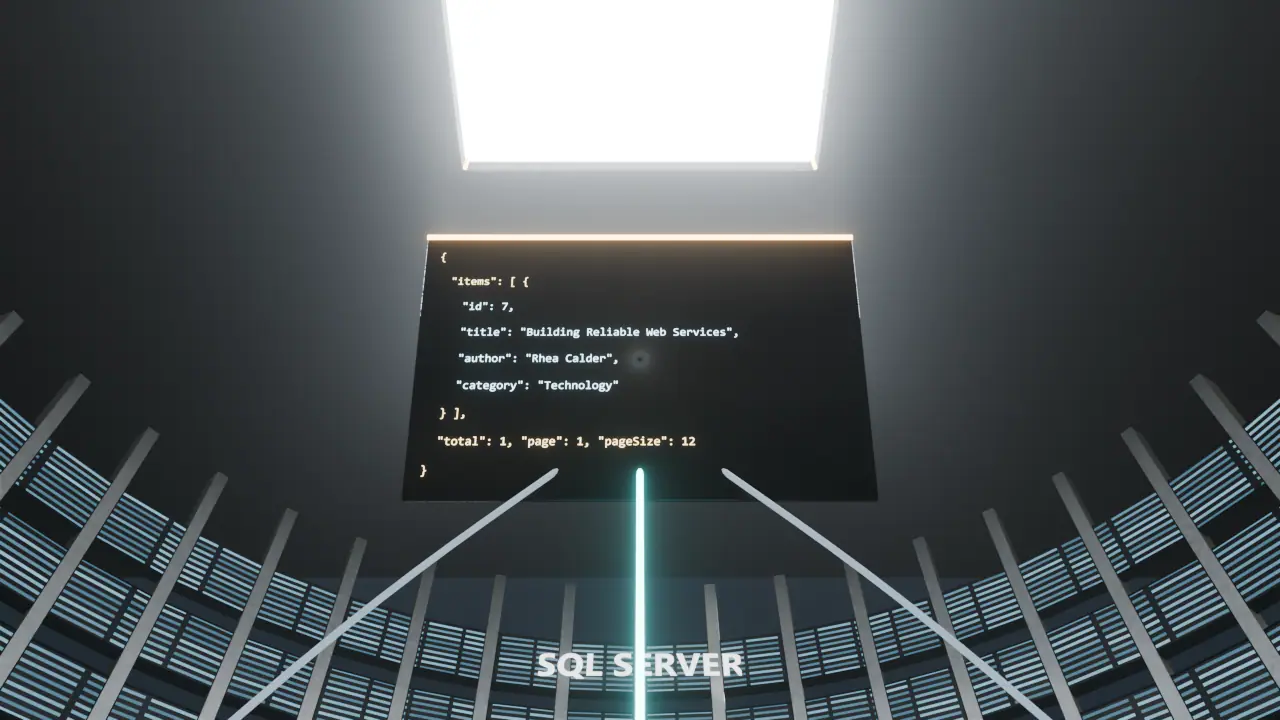 {
"items": [ {
"id": 7,
"title": "Building Reliable Web Services",
"author": "Rhea Calder",
"category": "Technology"
} ],
"total": 1, "page": 1, "pageSize": 12
}
SQL SERVER